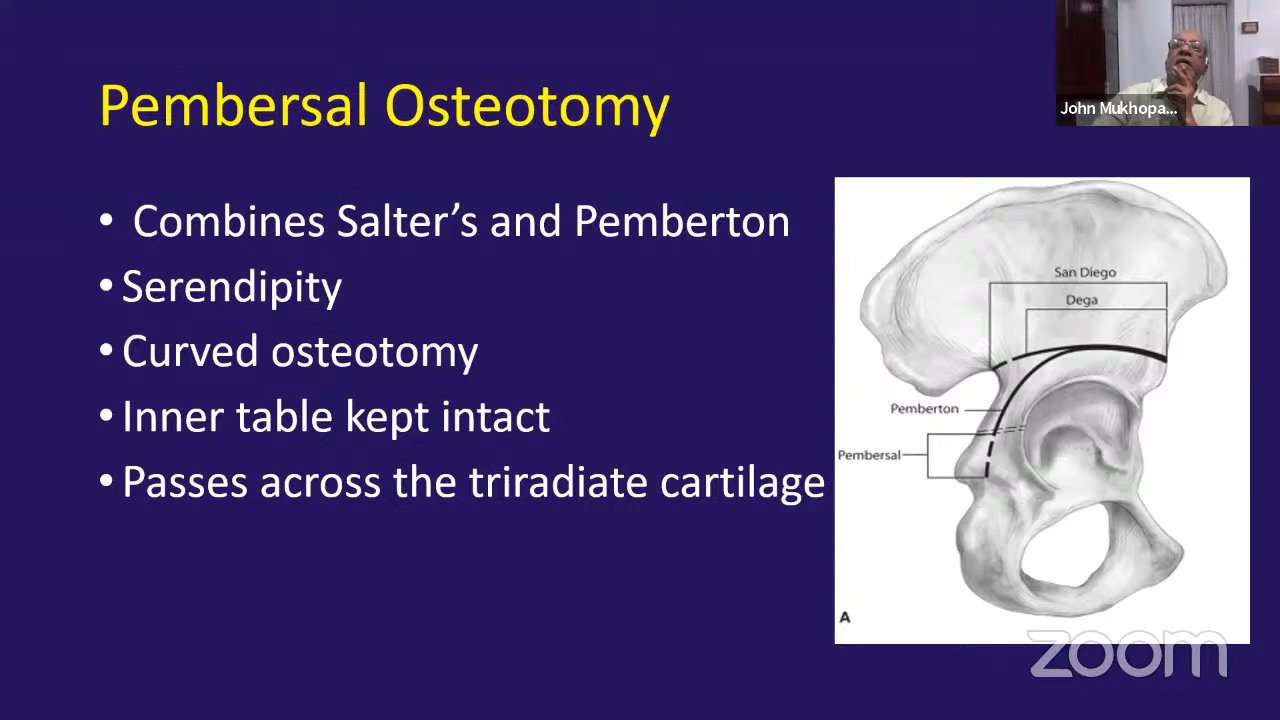 Pembersal Osteotomy
John Mukhopa...
• Combines Salter's and Pemberton
• Serendipity
• Curved osteotomy
• Inner table kept intact
• Passes across the triradiate cartilage
San Diego
Dega
Pemberton
Pembersal
A
zoom